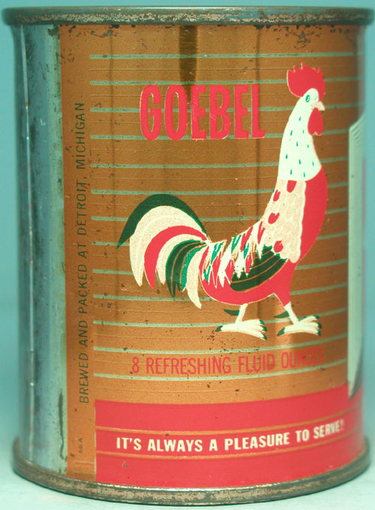 GOEBEL
BREWED AND PACKED AT DETROIT, MICHIGAN
8 REFRESHING FLUID OUNCES
IT'S ALWAYS A PLEASURE TO SERVE!